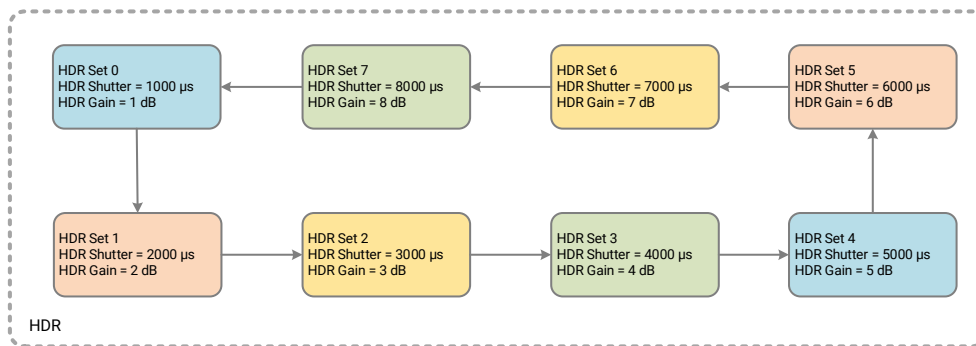 HDR Set 0
HDR Shutter = 1000 µs
HDR Gain = 1 dB
HDR Set 7
HDR Shutter = 8000 µs
HDR Gain = 8 dB
HDR Set 6
HDR Shutter = 7000 µs
HDR Gain = 7 dB
HDR Set 5
HDR Shutter = 6000 µs
HDR Gain = 6 dB
HDR Set 1
HDR Shutter = 2000 µs
HDR Gain = 2 dB
HDR Set 2
HDR Shutter = 3000 µs
HDR Gain = 3 dB
HDR Set 3
HDR Shutter = 4000 µs
HDR Gain = 4 dB
HDR Set 4
HDR Shutter = 5000 µs
HDR Gain = 5 dB
HDR